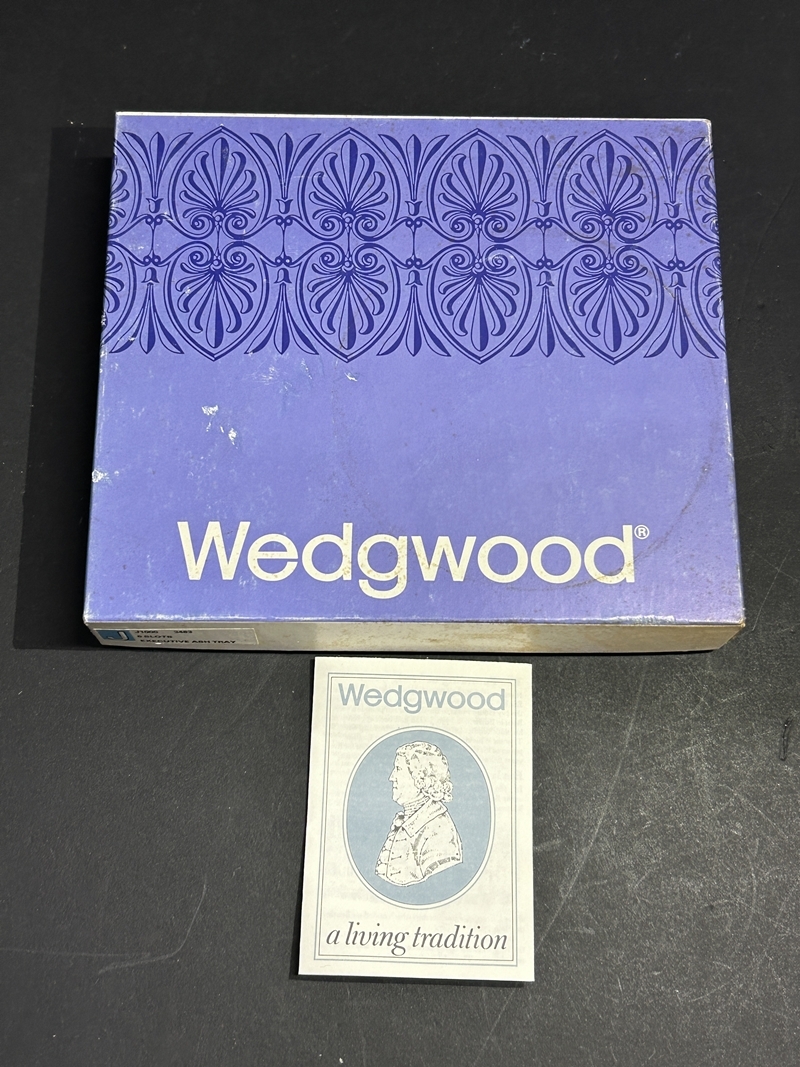 Wedgwood®
J
EXECUTIVE ASH TRAY
Wedgwood
a living tradition